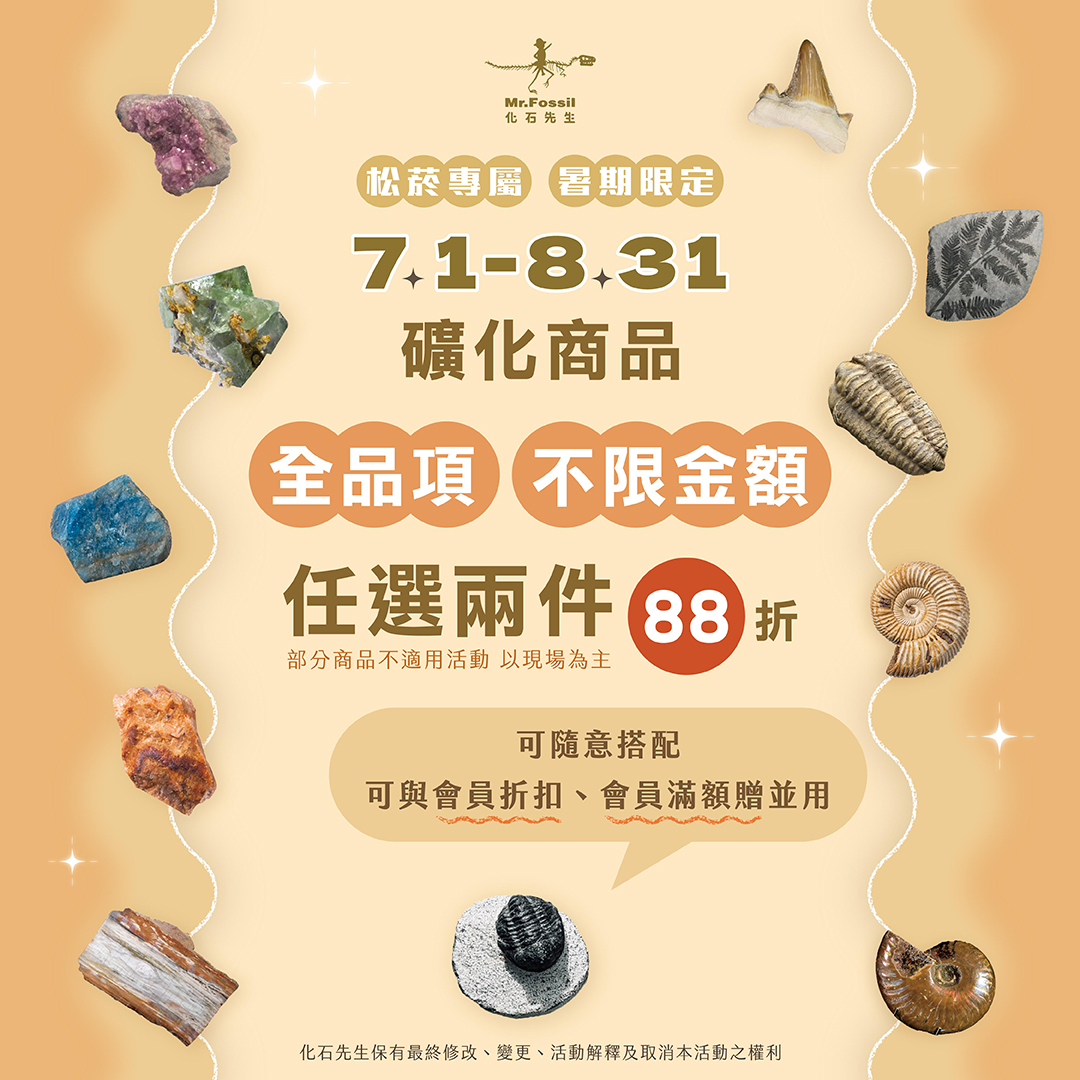 Mr.Fossil
化石先生
松菸專屬 暑期限定
7.1-8.31
礦化商品
全品項 不限金額
任選兩件 88 折
部分商品不適用活動 以現場為主
可隨意搭配
可與會員折扣、會員滿額贈並用
化石先生保有最終修改、變更、活動解釋及取消本活動之權利